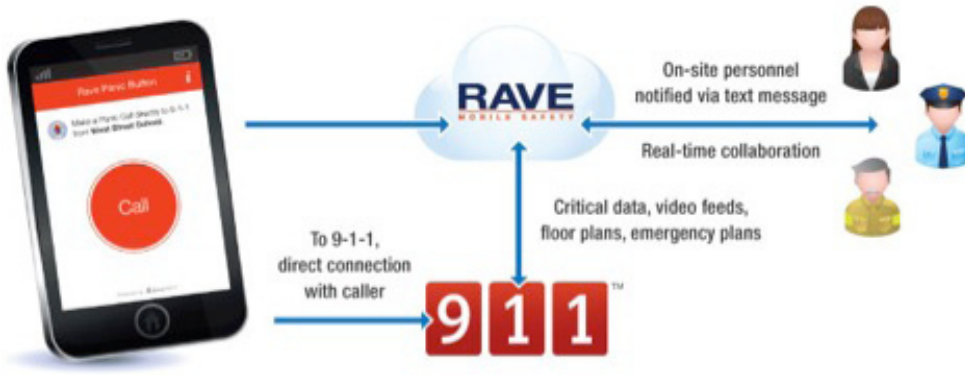 Rave Panic Button
i
Make a Panic Call directly to 9-1-1
from West Street School.
Call
RAVE
MOBILE SAFETY
On-site personnel
notified via text message
Real-time collaboration
Critical data, video feeds,
floor plans, emergency plans
To 9-1-1,
direct connection
with caller
911™